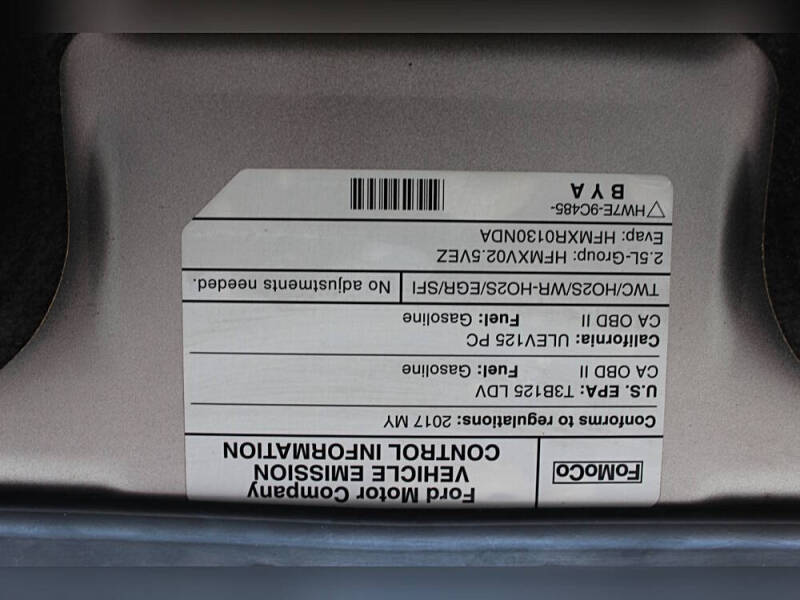 FoMoCo
Ford Motor Company
VEHICLE EMISSION
CONTROL INFORMATION
Conforms to regulations: 2017 MY
U.S. EPA: T3B125 LDV
CA OBD II Fuel: Gasoline
California: ULEV125 PC
CA OBD II Fuel: Gasoline
TWC/HO2S/WR-HO2S/EGR/SFI No adjustments needed.
2.5L-Group: HFMXV02.5VEZ
Evap: HFMXR0130NDA
HW7E-9C485-
BYA